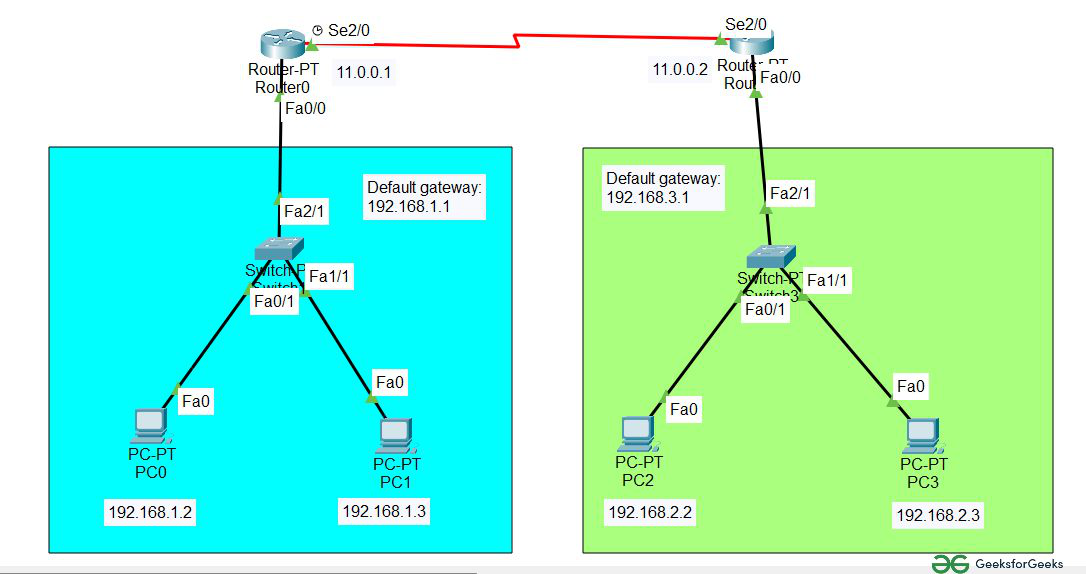 Se2/0
Router-PT
Router0
11.0.0.1
Fa0/0
Se2/0
11.0.0.2
Rout
Fa0/0
Default gateway:
192.168.1.1
Fa2/1
Fa1/1
Fa0/1
Fa0
Fa0
PC-PT
PC0
PC-PT
PC1
192.168.1.2
192.168.1.3
Default gateway:
192.168.3.1
Fa2/1
Switch-PT
Switch3
Fa1/1
Fa0/1
Fa0
Fa0
PC-PT
PC2
PC-PT
PC3
192.168.2.2
192.168.2.3
GeeksforGeeks